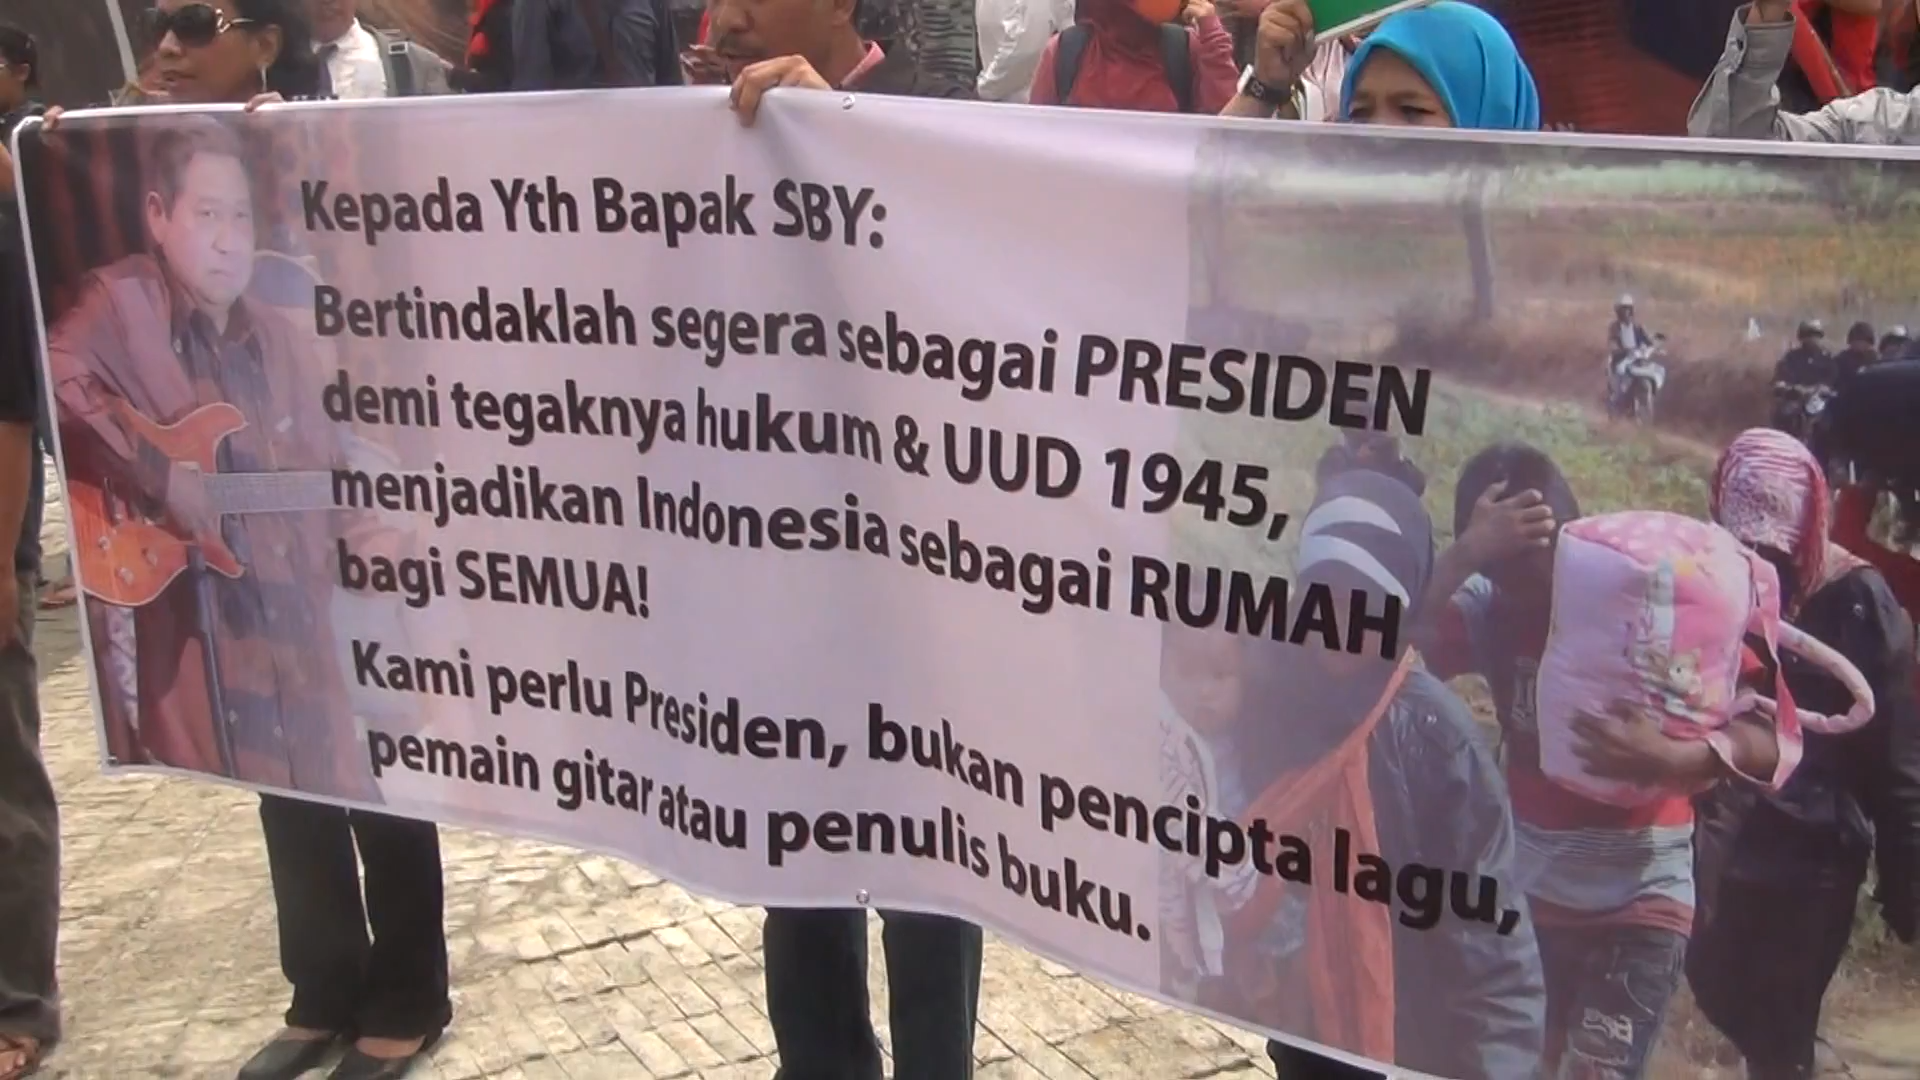 Kepada Yth Bapak SBY:
Bertindaklah segera sebagai PRESIDEN
demi tegaknya hukum & UUD 1945,
menjadikan Indonesia sebagai RUMAH
bagi SEMUA!
Kami perlu Presiden, bukan pencipta lagu,
pemain gitar atau penulis buku.